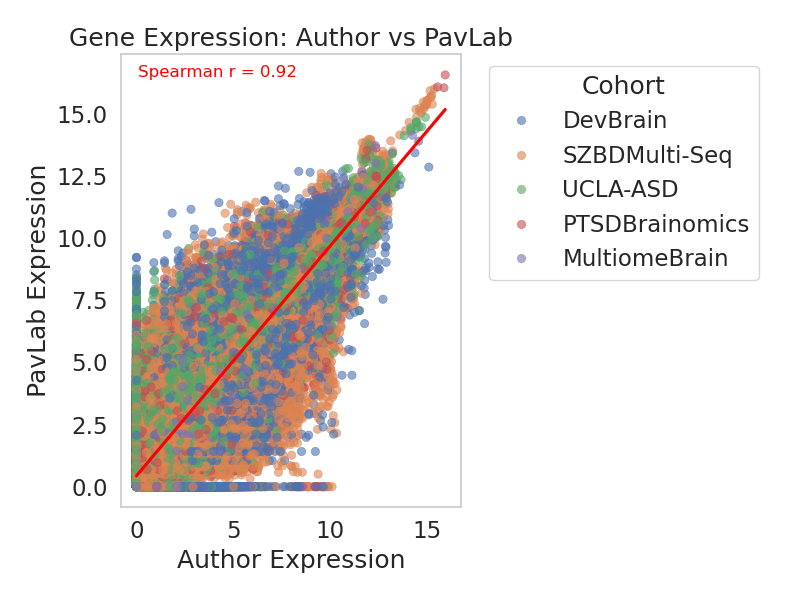 Gene Expression: Author vs PavLab
Spearman r = 0.92
15.0
12.5
10.0
7.5
5.0
2.5
0.0
PavLab Expression
0 5 10 15
Author Expression
Cohort
DevBrain
SZBDMulti-Seq
UCLA-ASD
PTSDBrainomics
MultiomeBrain